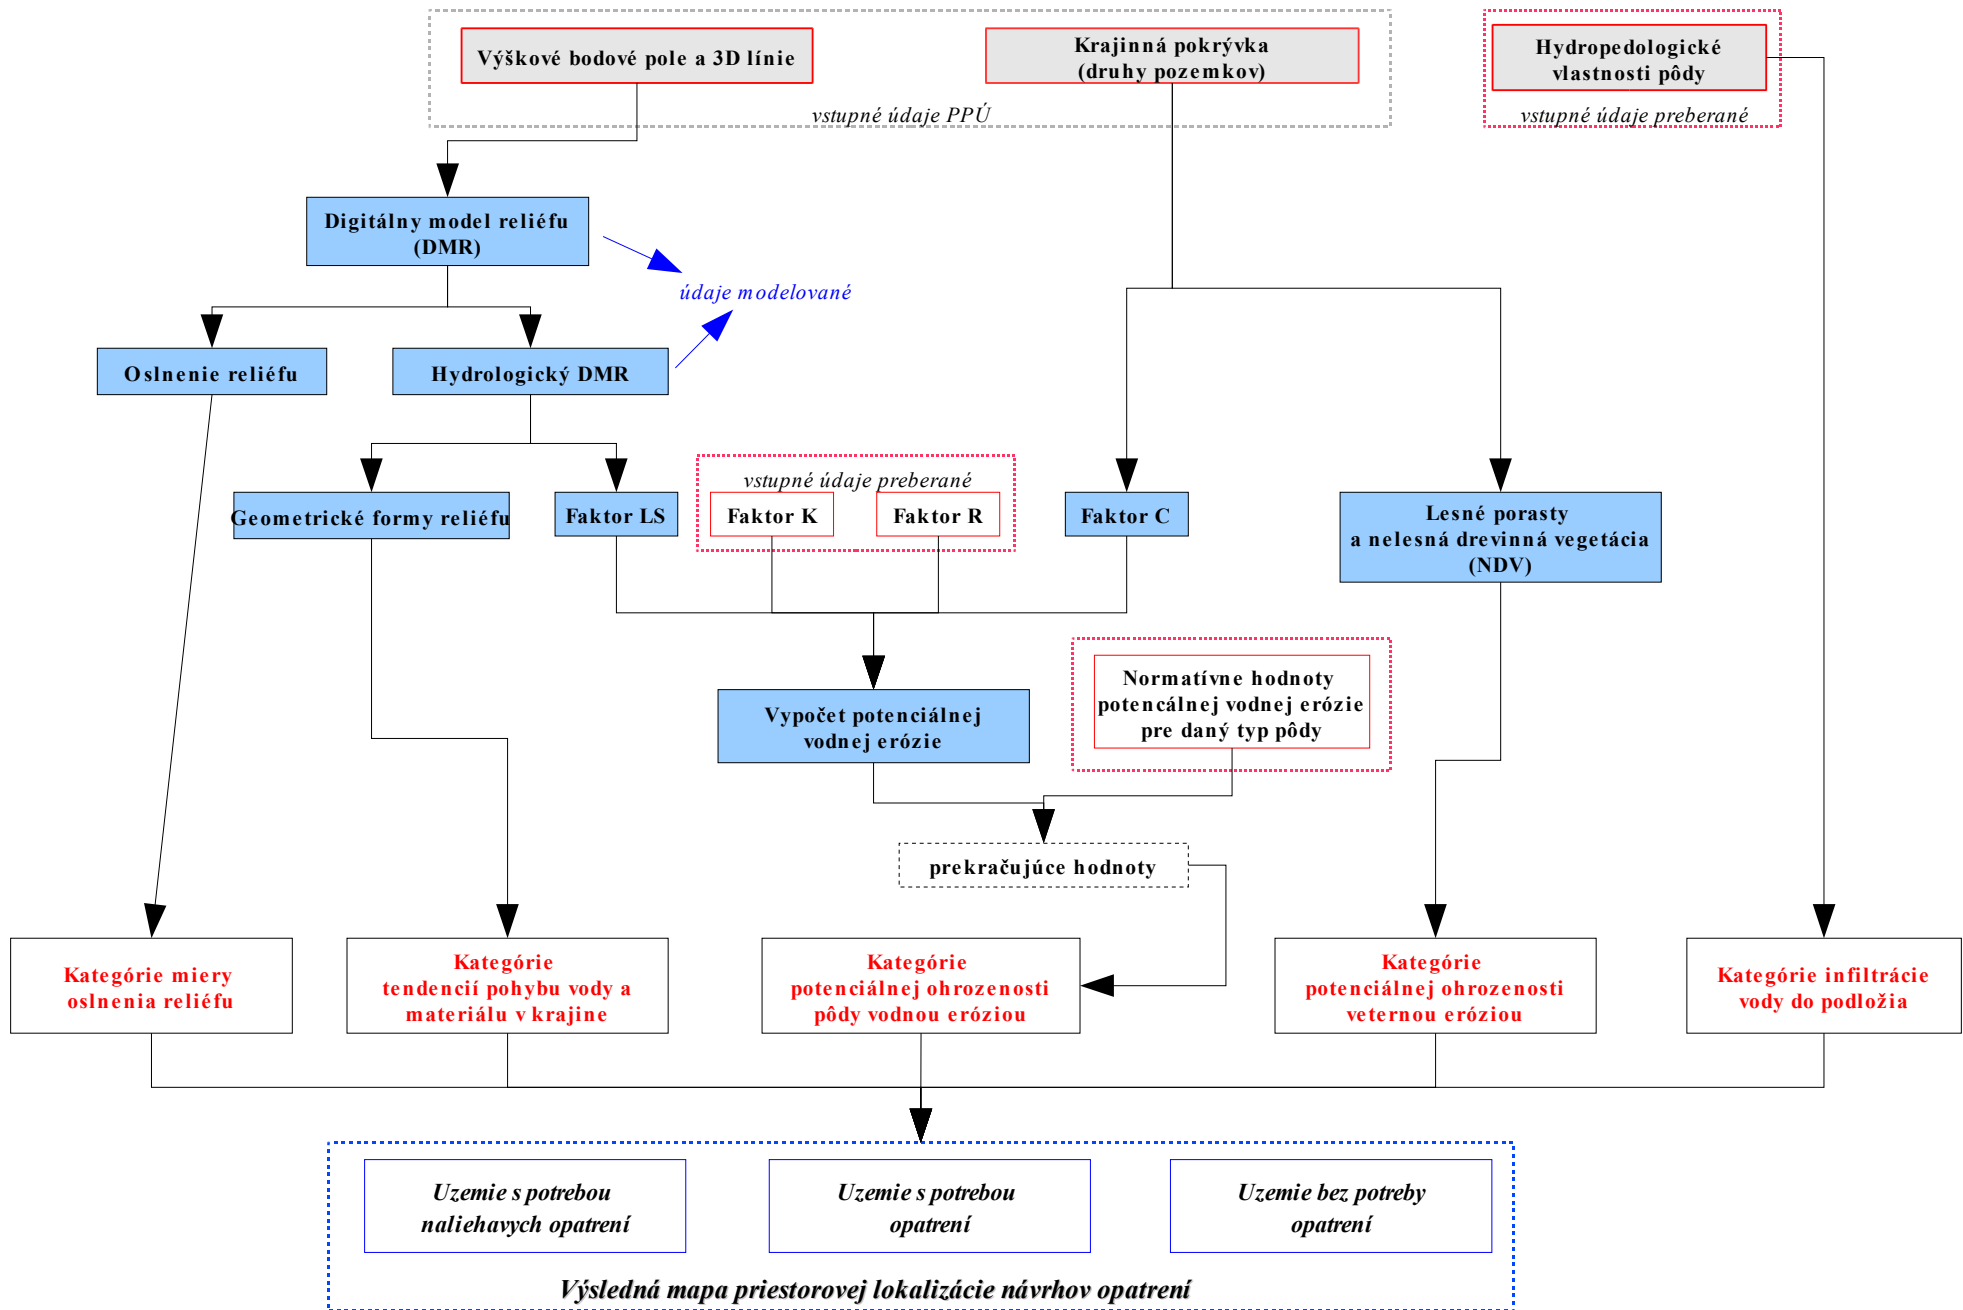 Výškové bodové pole a 3D línie
Krajinná pokrývka
(druhy pozemkov)
vstupné údaje PPÚ
Hydropedologické
vlastnosti pôdy
vstupné údaje preberané
Digitálny model reliéfu
(DMR)
údaje modelované
Oslnenie reliéfu
Hydrologický DMR
vstupné údaje preberané
Geometrické formy reliéfu
Faktor LS
Faktor K
Faktor R
Faktor C
Lesné porasty
a nelesná drevinná vegetácia
(NDV)
Vypočet potenciálnej
vodnej erózie
Normatívne hodnoty
potencálnej vodnej erózie
pre daný typ pôdy
prekračujúce hodnoty
Kategórie miery
oslnenia reliéfu
Kategórie
tendencií pohybu vody a
materiálu v krajine
Kategórie
potenciálnej ohrozenosti
pôdy vodnou eróziou
Kategórie
potenciálnej ohrozenosti
veternou eróziou
Kategórie infiltrácie
vody do podložia
Uzemie s potrebou
naliehavych opatrení
Uzemie s potrebou
opatrení
Uzemie bez potreby
opatrení
Výsledná mapa priestorovej lokalizácie návrhov opatrení